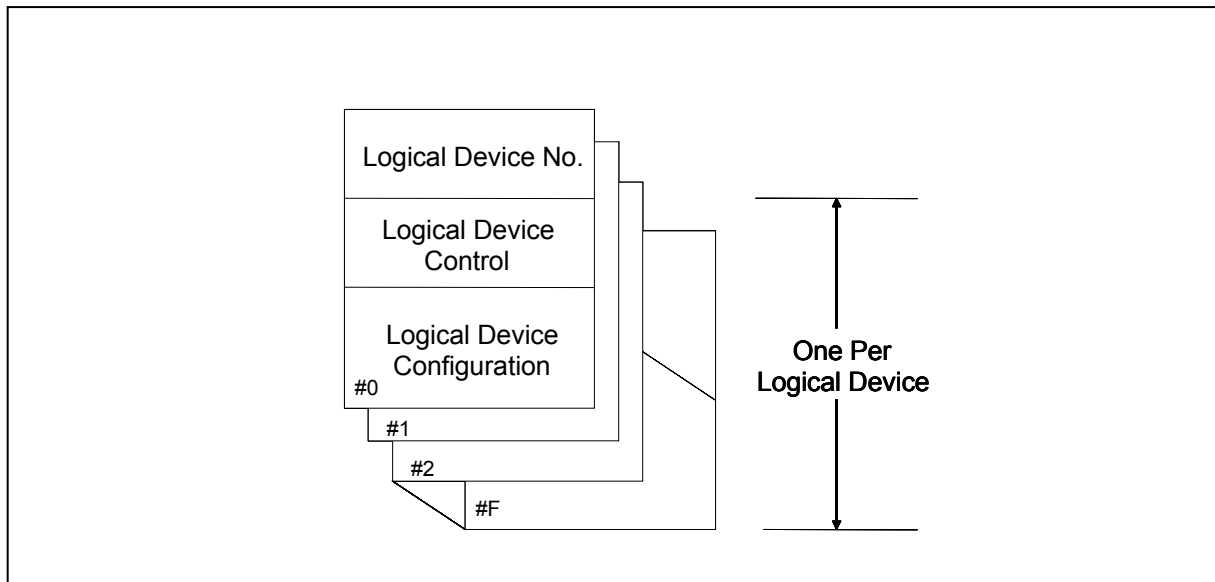 Logical Device No.
Logical Device
Control
Logical Device
Configuration
#0
#1
#2
#F
One Per
Logical Device